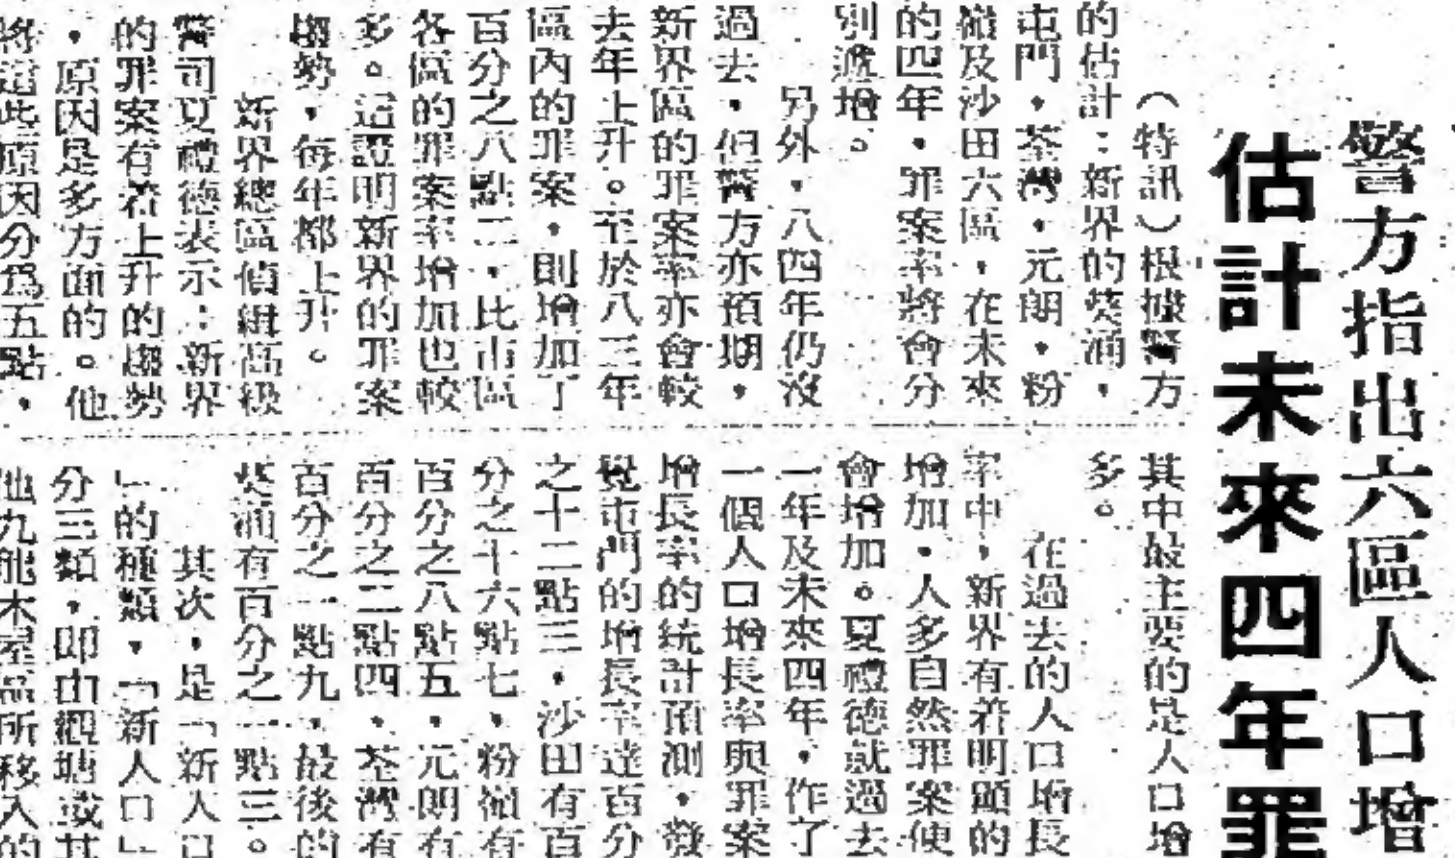 警方指出六區人口增
估計未來四年罪
（特訊）根據警方
的估計：新界的葵涌，
屯門，荃灣，元朗，粉
嶺及沙田六區，在未來
的四年，罪案率將會分
別遞增。
另外，八四年仍沒
過去，但警方亦預期，
新界區的罪案率亦會較
去年上升。至於八三年
區內的罪案，則增加了
百分之八點二，比市區
各區的罪案率增加也較
多。這證明新界的罪案
趨勢，每年都上升。
新界總區偵緝高級
警司夏禮德表示：新界
的罪案有着上升的趨勢
，原因是多方面的。他
將這些原因分爲五點，
其中最主要的是人口增
多。
在過去的人口增長
率中，新界有着明顯的
增加，人多自然罪案便
會增加。夏禮德就過去
一年及未來四年，作了
一個人口增長率與罪案
增長率的統計預測，發
覺屯門的增長率達百分
之十二點三，沙田有百
分之十六點七，粉嶺有
百分之八點五，元朗有
百分之二點四，荃灣有
百分之一點九，最後的
葵涌有百分之一點三。
其次，是「新人口
」的種類，「新人口」
分三類，即由觀塘或其
他九龍木屋區所移入的